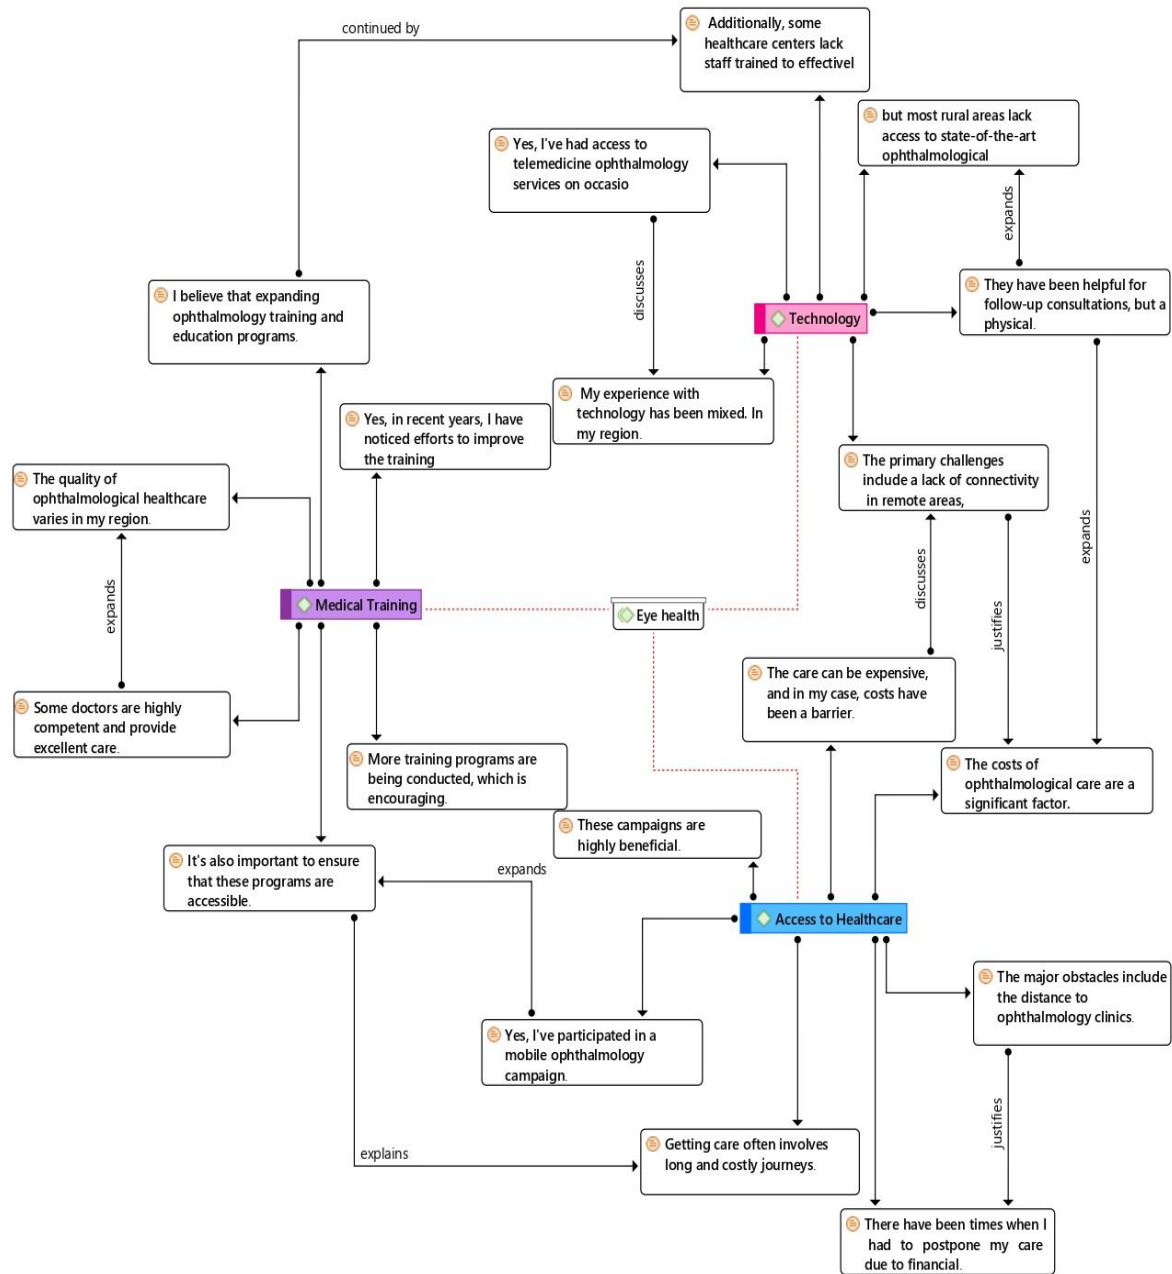 continued by
Additionally, some
healthcare centers lack
staff trained to effectivel
but most rural areas lack
access to state-of-the-art
ophthalmological
Yes, I've had access to
telemedicine ophthalmology
services on occasio
expands
discusses
They have been helpful for
follow-up consultations, but a
physical.
I believe that expanding
ophthalmology training and
education programs.
Technology
My experience with
technology has been mixed. In
my region.
Yes, in recent years, I have
noticed efforts to improve
the training
The primary challenges
include a lack of connectivity
in remote areas,
The quality of
ophthalmological healthcare
varies in my region.
expands
expands
discusses
justifies
Medical Training
Eye health
The care can be expensive,
and in my case, costs have
been a barrier.
Some doctors are highly
competent and provide
excellent care.
More training programs are
being conducted, which is
encouraging.
The costs of
ophthalmological care are a
significant factor.
These campaigns are
highly beneficial.
It's also important to ensure
that these programs are
accessible.
expands
Access to Healthcare
The major obstacles include
the distance to
ophthalmology clinics.
Yes, I've participated in a
mobile ophthalmology
campaign.
justifies
explains
Getting care often involves
long and costly journeys.
There have been times when I
had to postpone my care
due to financial.